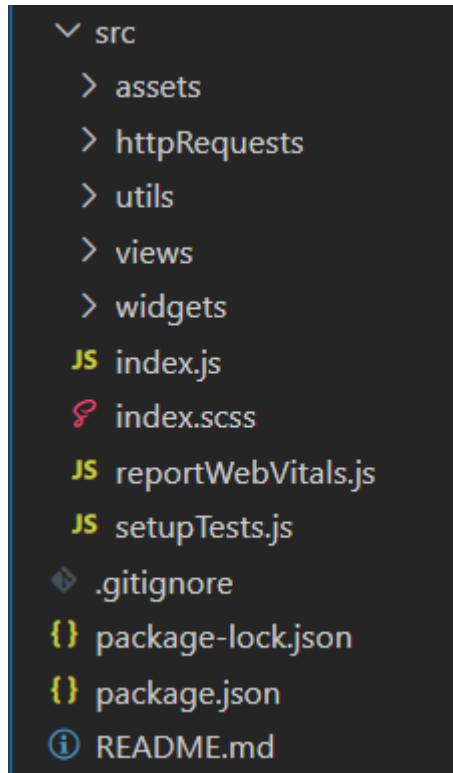 src
assets
httpRequests
utils
views
widgets
JS index.js
index.scss
JS reportWebVitals.js
JS setupTests.js
.gitignore
{} package-lock.json
{} package.json
README.md